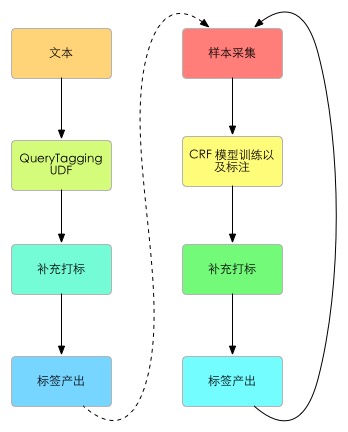 文本
QueryTagging
UDF
补充打标
标签产出
样本采集
CRF 模型训练以
及标注
补充打标
标签产出